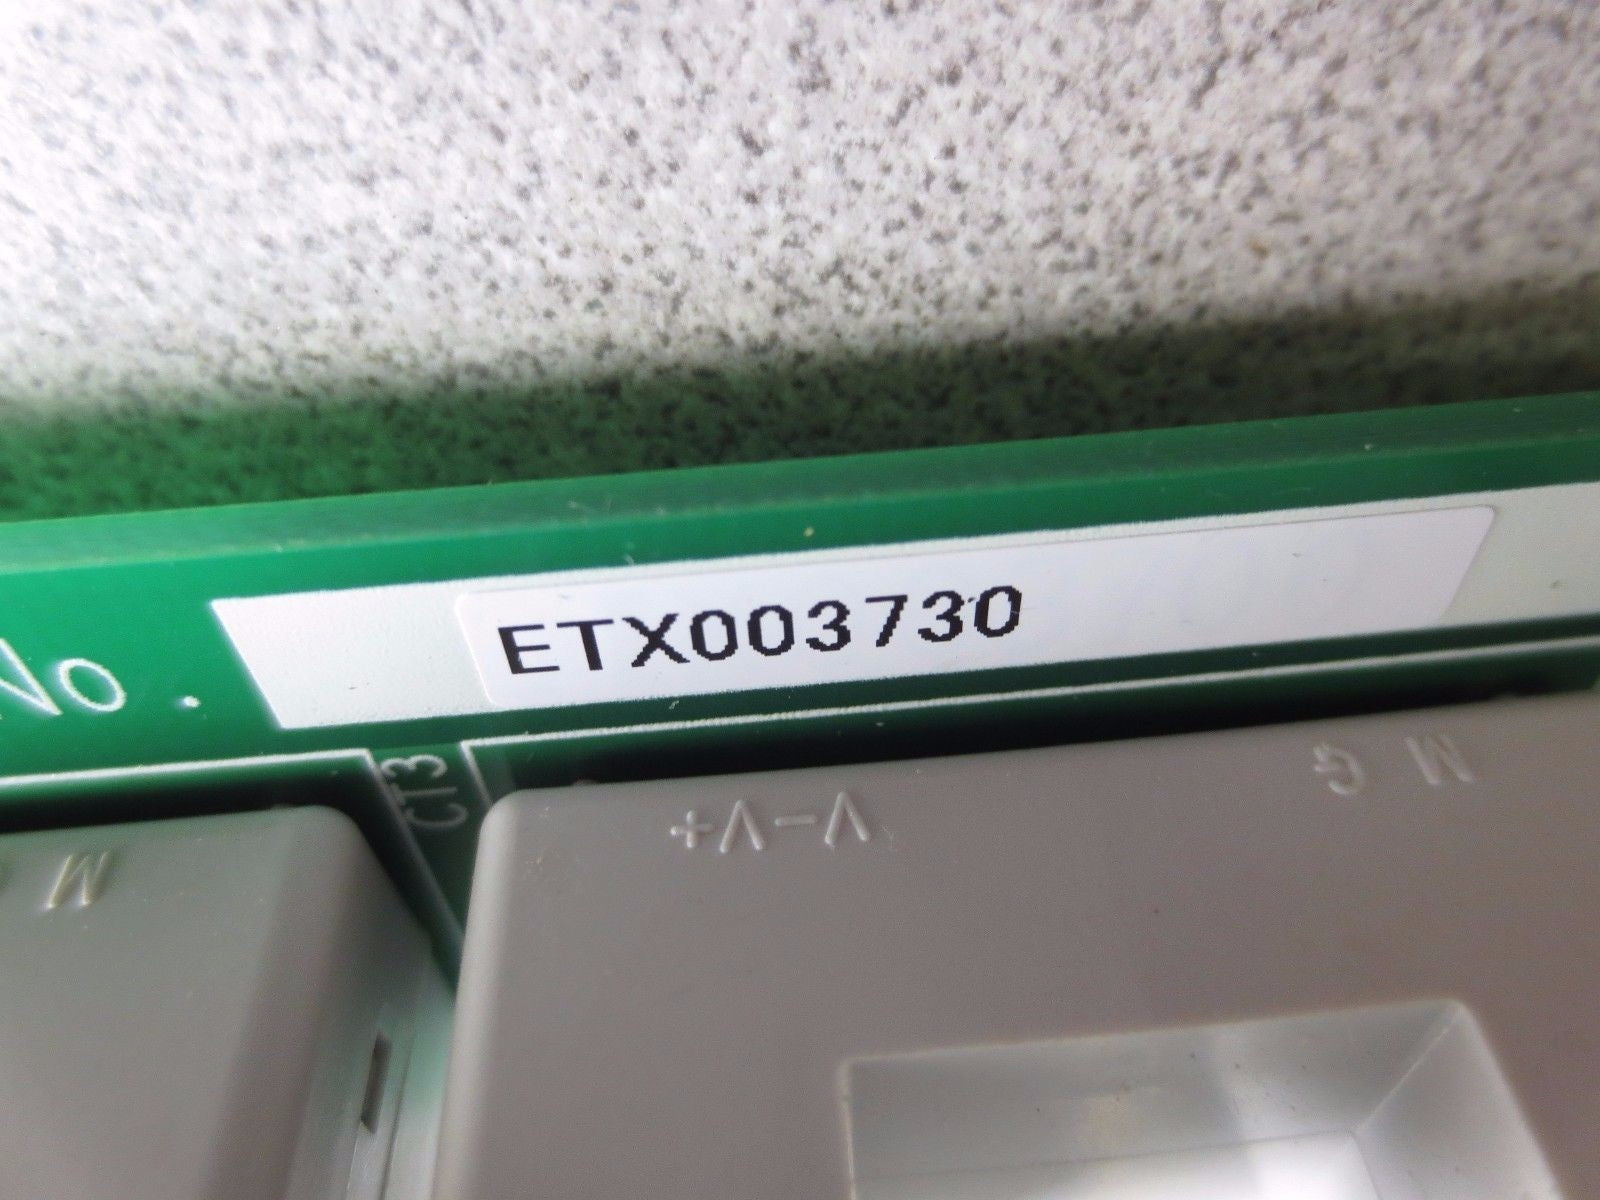 No.
ETX003730
CT3
V-V+
G M
M